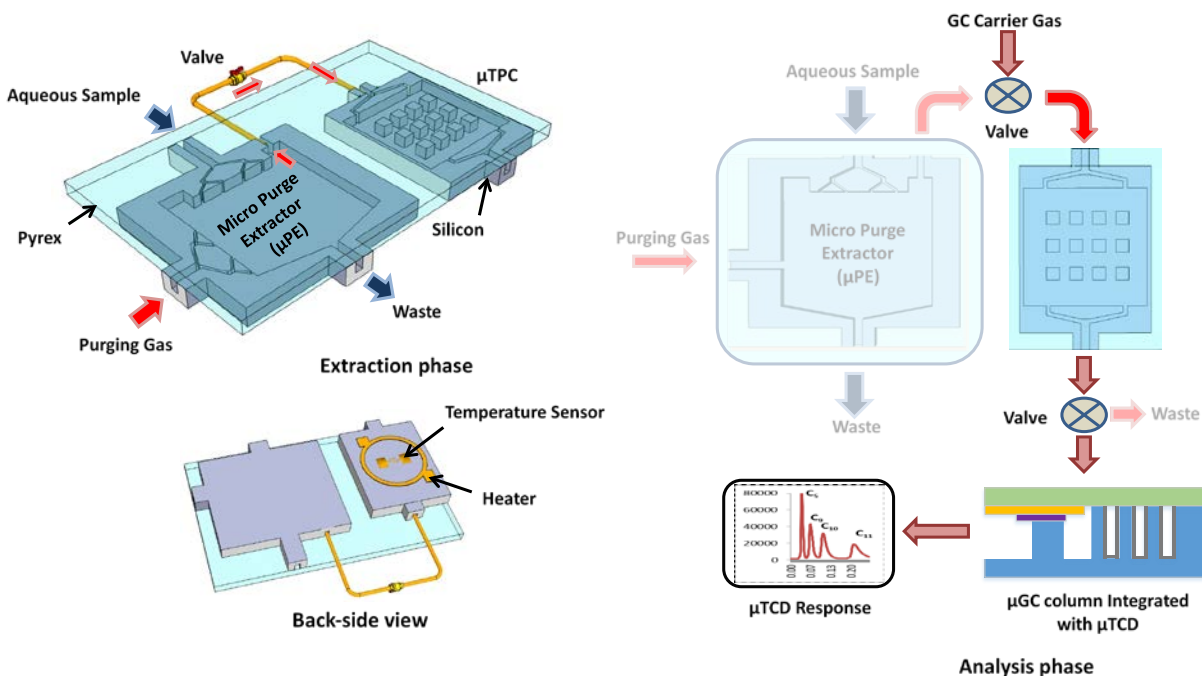 Valve
μTPC
Aqueous Sample
Micro Purge
Extractor
(μPE)
Pyrex
Silicon
Waste
Purging Gas
Extraction phase
Temperature Sensor
Heater
Back-side view
GC Carrier Gas
Aqueous Sample
Valve
Purging Gas
Micro Purge
Extractor
(μPE)
Waste
Valve
Waste
80000
60000
40000
20000
0
C₉
C₁₀
C₁₁
0.00
0.07
0.13
0.20
μTCD Response
μGC column Integrated
with μTCD
Analysis phase